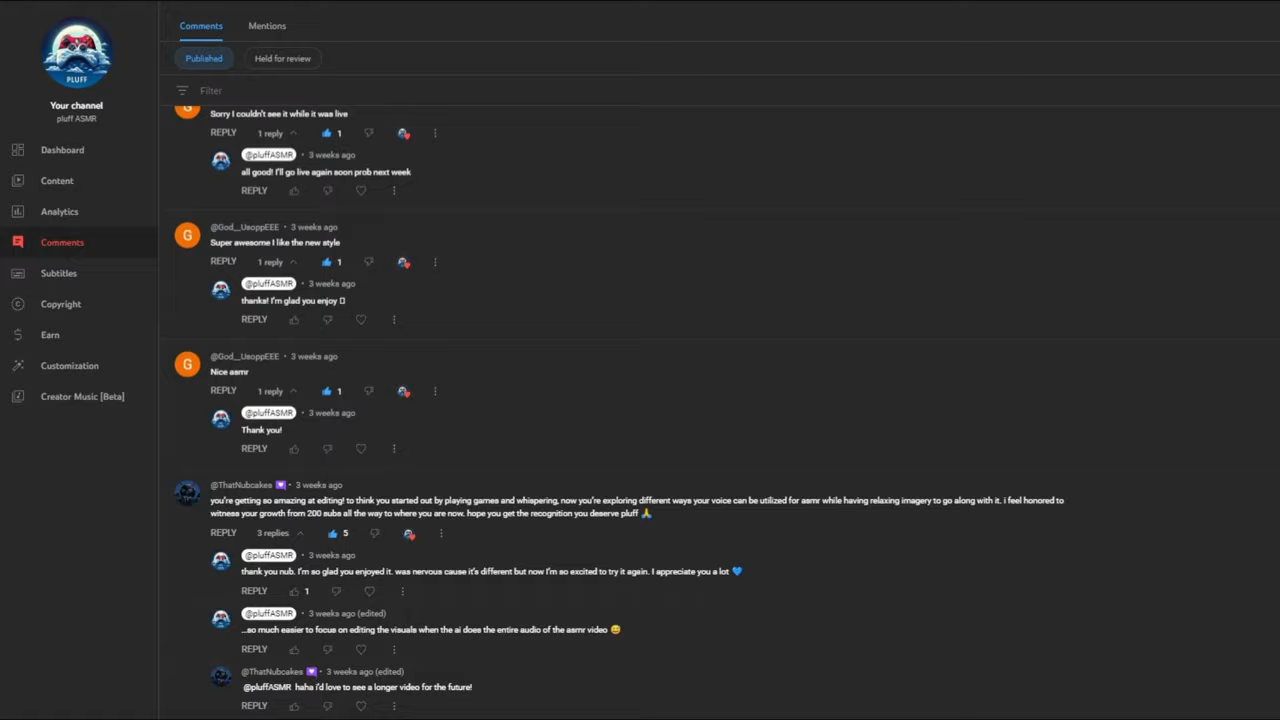 Comments Mentions
Published Held for review
Filter
PLUFF
Your channel
pluff ASMR
Dashboard
Content
Analytics
Comments
Subtitles
Copyright
Earn
Customization
Creator Music [Beta]
G
Sorry I couldn't see it while it was live
REPLY 1 reply 1
@pluffASMR • 3 weeks ago
all good! I'll go live again soon prob next week
REPLY
G
@God__UsoppEEE • 3 weeks ago
Super awesome I like the new style
REPLY 1 reply 1
@pluffASMR • 3 weeks ago
thanks! I'm glad you enjoy
REPLY
G
@God__UsoppEEE • 3 weeks ago
Nice asmr
REPLY 1 reply 1
@pluffASMR • 3 weeks ago
Thank you!
REPLY
@ThatNubcakes • 3 weeks ago
you're getting so amazing at editing! to think you started out by playing games and whispering, now you're exploring different ways your voice can be utilized for asmr while having relaxing imagery to go along with it. i feel honored to
witness your growth from 200 subs all the way to where you are now. hope you get the recognition you deserve pluff 🙏
REPLY 3 replies 5
@pluffASMR • 3 weeks ago
thank you nub. I'm so glad you enjoyed it. was nervous cause it's different but now I'm so excited to try it again. I appreciate you a lot 💙
REPLY 1
@pluffASMR • 3 weeks ago (edited)
...so much easier to focus on editing the visuals when the ai does the entire audio of the asmr video 😅
REPLY
@ThatNubcakes • 3 weeks ago (edited)
@pluffASMR haha i'd love to see a longer video for the future!
REPLY